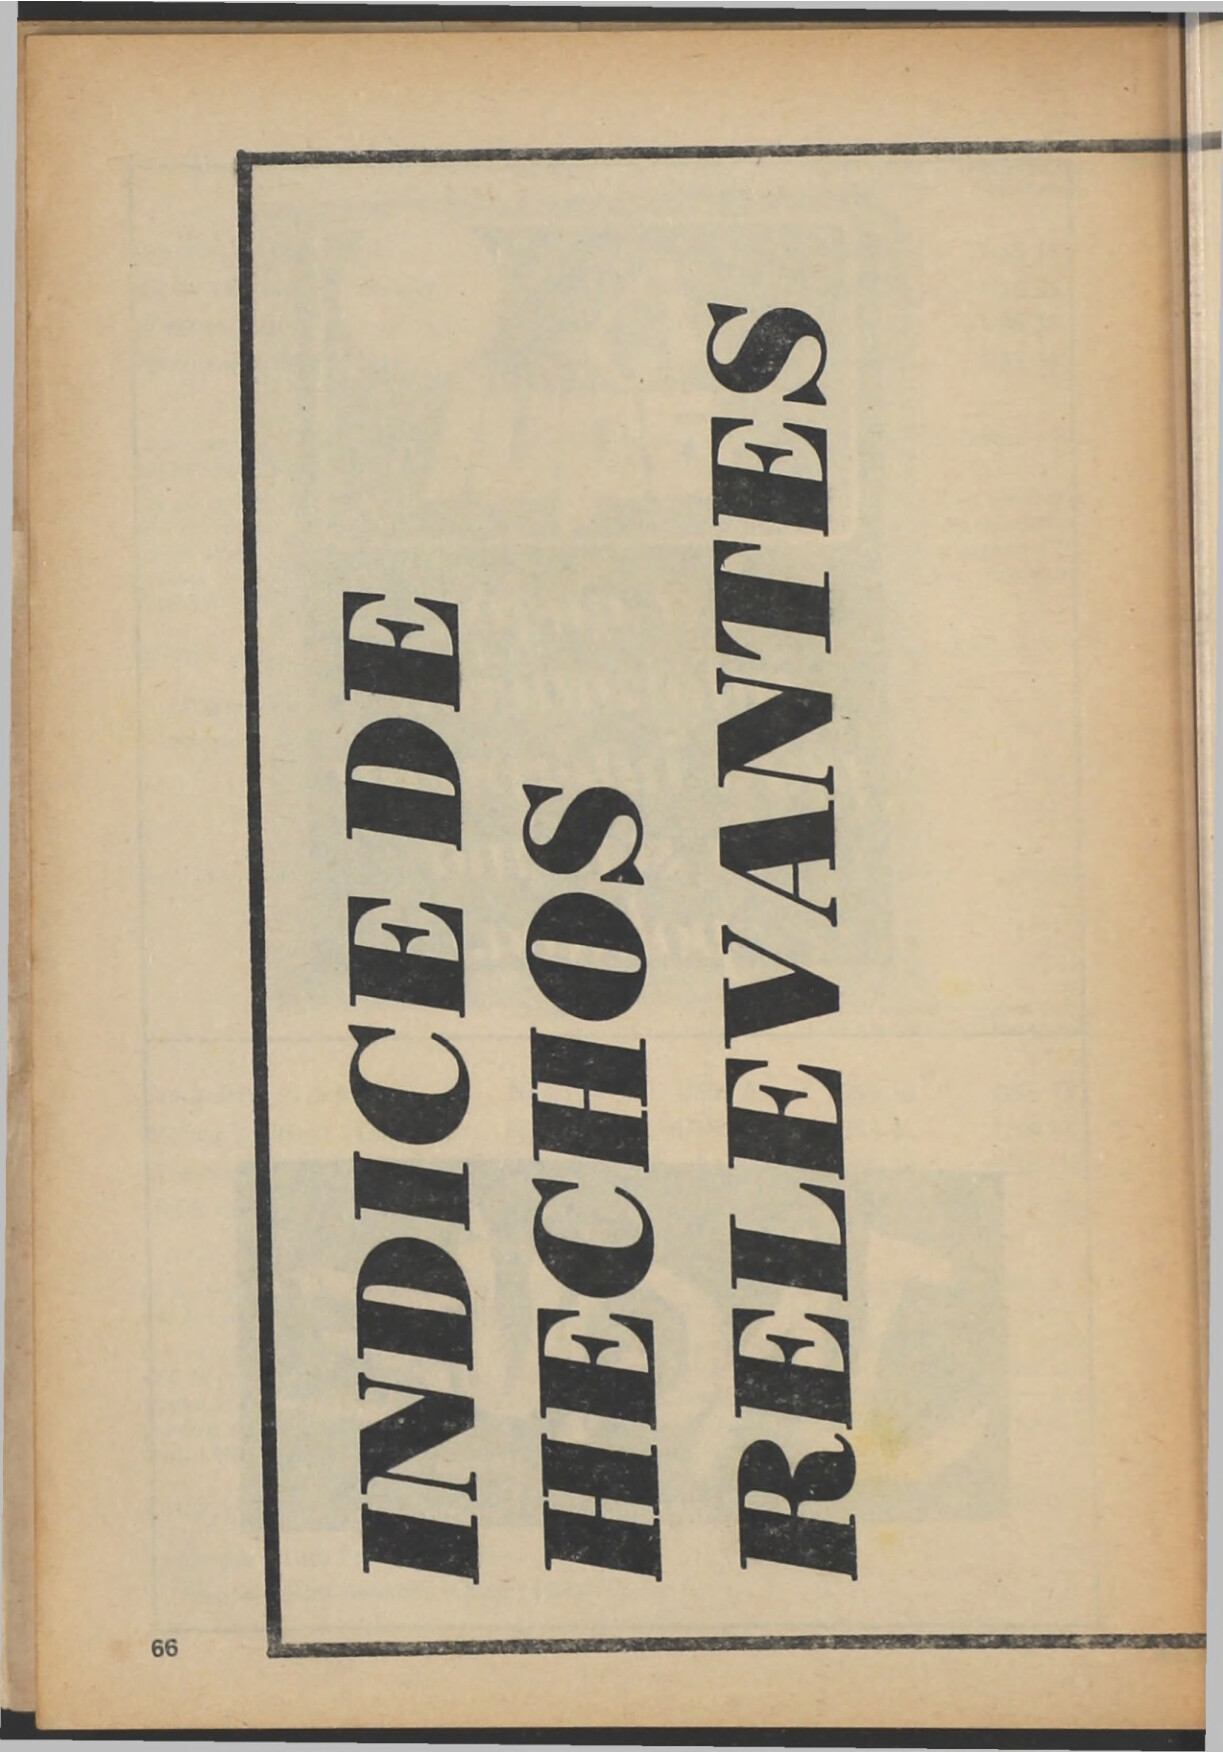 INDICE DE
HECHOS
RELEVANTES
66